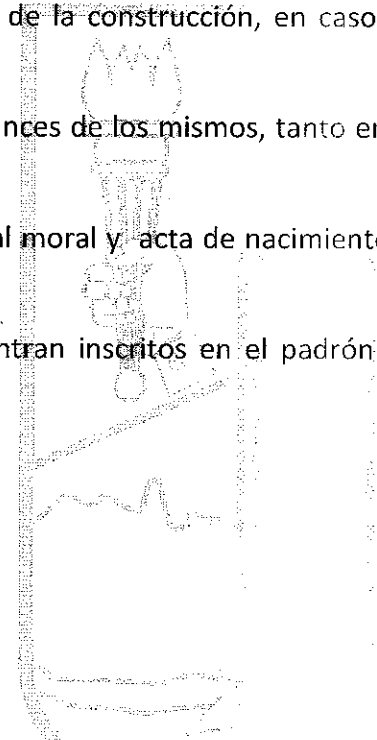 de la construcción, en caso
nces de los mismos, tanto en
al moral y acta de nacimiento
ntran inscritos en el padrón